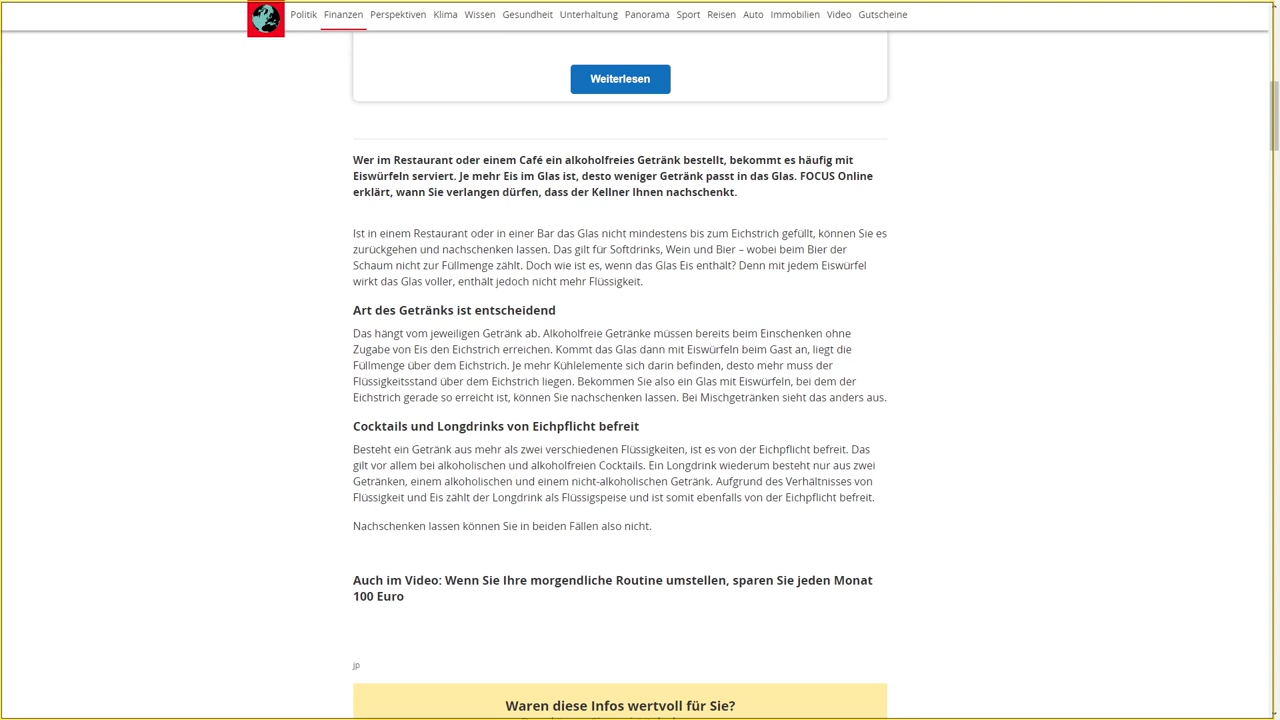 Politik Finanzen Perspektiven Klima Wissen Gesundheit Unterhaltung Panorama Sport Reisen Auto Immobilien Video Gutscheine
Weiterlesen
Wer im Restaurant oder einem Café ein alkoholfreies Getränk bestellt, bekommt es häufig mit
Eiswürfeln serviert. Je mehr Eis im Glas ist, desto weniger Getränk passt in das Glas. FOCUS Online
erklärt, wann Sie verlangen dürfen, dass der Kellner Ihnen nachschenkt.
Ist in einem Restaurant oder in einer Bar das Glas nicht mindestens bis zum Eichstrich gefüllt, können Sie es
zurückgehen und nachschenken lassen. Das gilt für Softdrinks, Wein und Bier – wobei beim Bier der
Schaum nicht zur Füllmenge zählt. Doch wie ist es, wenn das Glas Eis enthält? Denn mit jedem Eiswürfel
wirkt das Glas voller, enthält jedoch nicht mehr Flüssigkeit.
Art des Getränks ist entscheidend
Das hängt vom jeweiligen Getränk ab. Alkoholfreie Getränke müssen bereits beim Einschenken ohne
Zugabe von Eis den Eichstrich erreichen. Kommt das Glas dann mit Eiswürfeln beim Gast an, liegt die
Füllmenge über dem Eichstrich. Je mehr Kühlelemente sich darin befinden, desto mehr muss der
Flüssigkeitsstand über dem Eichstrich liegen. Bekommen Sie also ein Glas mit Eiswürfeln, bei dem der
Eichstrich gerade so erreicht ist, können Sie nachschenken lassen. Bei Mischgetränken sieht das anders aus.
Cocktails und Longdrinks von Eichpflicht befreit
Besteht ein Getränk aus mehr als zwei verschiedenen Flüssigkeiten, ist es von der Eichpflicht befreit. Das
gilt vor allem bei alkoholischen und alkoholfreien Cocktails. Ein Longdrink wiederum besteht nur aus zwei
Getränken, einem alkoholischen und einem nicht-alkoholischen Getränk. Aufgrund des Verhältnisses von
Flüssigkeit und Eis zählt der Longdrink als Flüssigspeise und ist somit ebenfalls von der Eichpflicht befreit.
Nachschenken lassen können Sie in beiden Fällen also nicht.
Auch im Video: Wenn Sie Ihre morgendliche Routine umstellen, sparen Sie jeden Monat
100 Euro
jp
Waren diese Infos wertvoll für Sie?